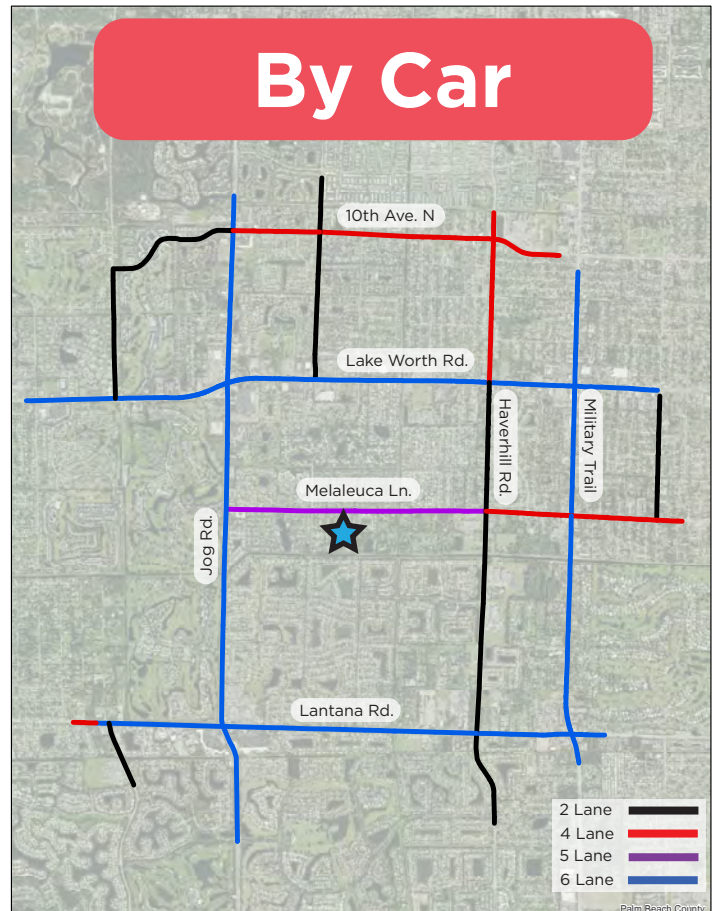 By Car
10th Ave. N
Lake Worth Rd.
Haverhill Rd.
Military Trail
Melaleuca Ln.
Jog Rd.
Lantana Rd.
2 Lane
4 Lane
5 Lane
6 Lane
Palm Beach County